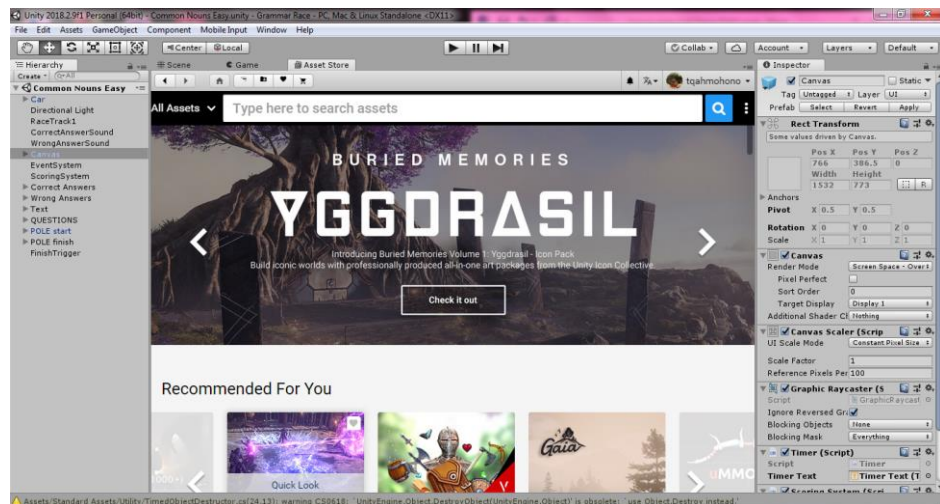 Unity 2018.2.9f1 Personal (64bit) - Common Nouns Easy.unity - Grammar Race - PC, Mac & Linux Standalone <DX11>
File Edit Assets GameObject Component Mobile Input Window Help
Center Local Collab Account Layers Default
Hierarchy Scene Game Asset Store Inspector
Create All
Common Nouns Easy
Car
Directional Light
RaceTrack1
CorrectAnswerSound
WrongAnswerSound
Canvas
EventSystem
ScoringSystem
Correct Answers
Wrong Answers
Text
QUESTIONS
POLE start
POLE finish
FinishTrigger
tqahmohono
All Assets Type here to search assets
BURIED MEMORIES
YGGDRASIL
Introducing Buried Memories Volume 1: Yggdrasil - Icon Pack
Build iconic worlds with professionally produced all-in-one art packages from the Unity Icon Collective.
Check it out
Recommended For You
Quick Look
Gaia
UMMO
Canvas Static
Tag Untagged Layer UI
Prefab Select Revert Apply
Rect Transform
Some values driven by Canvas.
Pos X Pos Y Pos Z
766 386.5 0
Width Height
1532 773
R
Anchors
Pivot X 0.5 Y 0.5
Rotation X 0 Y 0 Z 0
Scale X 1 Y 1 Z 1
Canvas
Render Mode Screen Space - Over
Pixel Perfect
Sort Order 0
Target Display Display 1
Additional Shader Ch Nothing
Canvas Scaler (Scrip
UI Scale Mode Constant Pixel Size
Scale Factor 1
Reference Pixels Per 100
Graphic Raycaster (S
Script GraphicRaycast
Ignore Reversed Gra
Blocking Objects None
Blocking Mask Everything
Timer (Script)
Script Timer
Timer Text Timer Text (T
Scoring System (Scri
Assets/Standard Assets/Utility/TimedObjectDestructor.cs(24,13): warning CS0618: `UnityEngine.Object.DestroyObject(UnityEngine.Object)' is obsolete: `use Object.Destroy instead.'